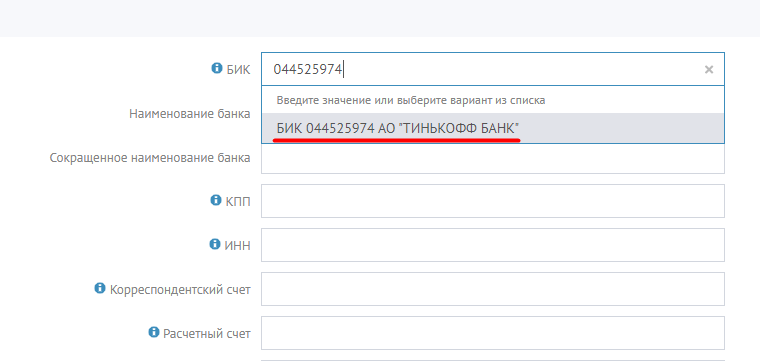 БИК 044525974
Введите значение или выберите вариант из списка
Наименование банка
БИК 044525974 АО "ТИНЬКОФФ БАНК"
Сокращенное наименование банка
КПП
ИНН
Корреспондентский счет
Расчетный счет